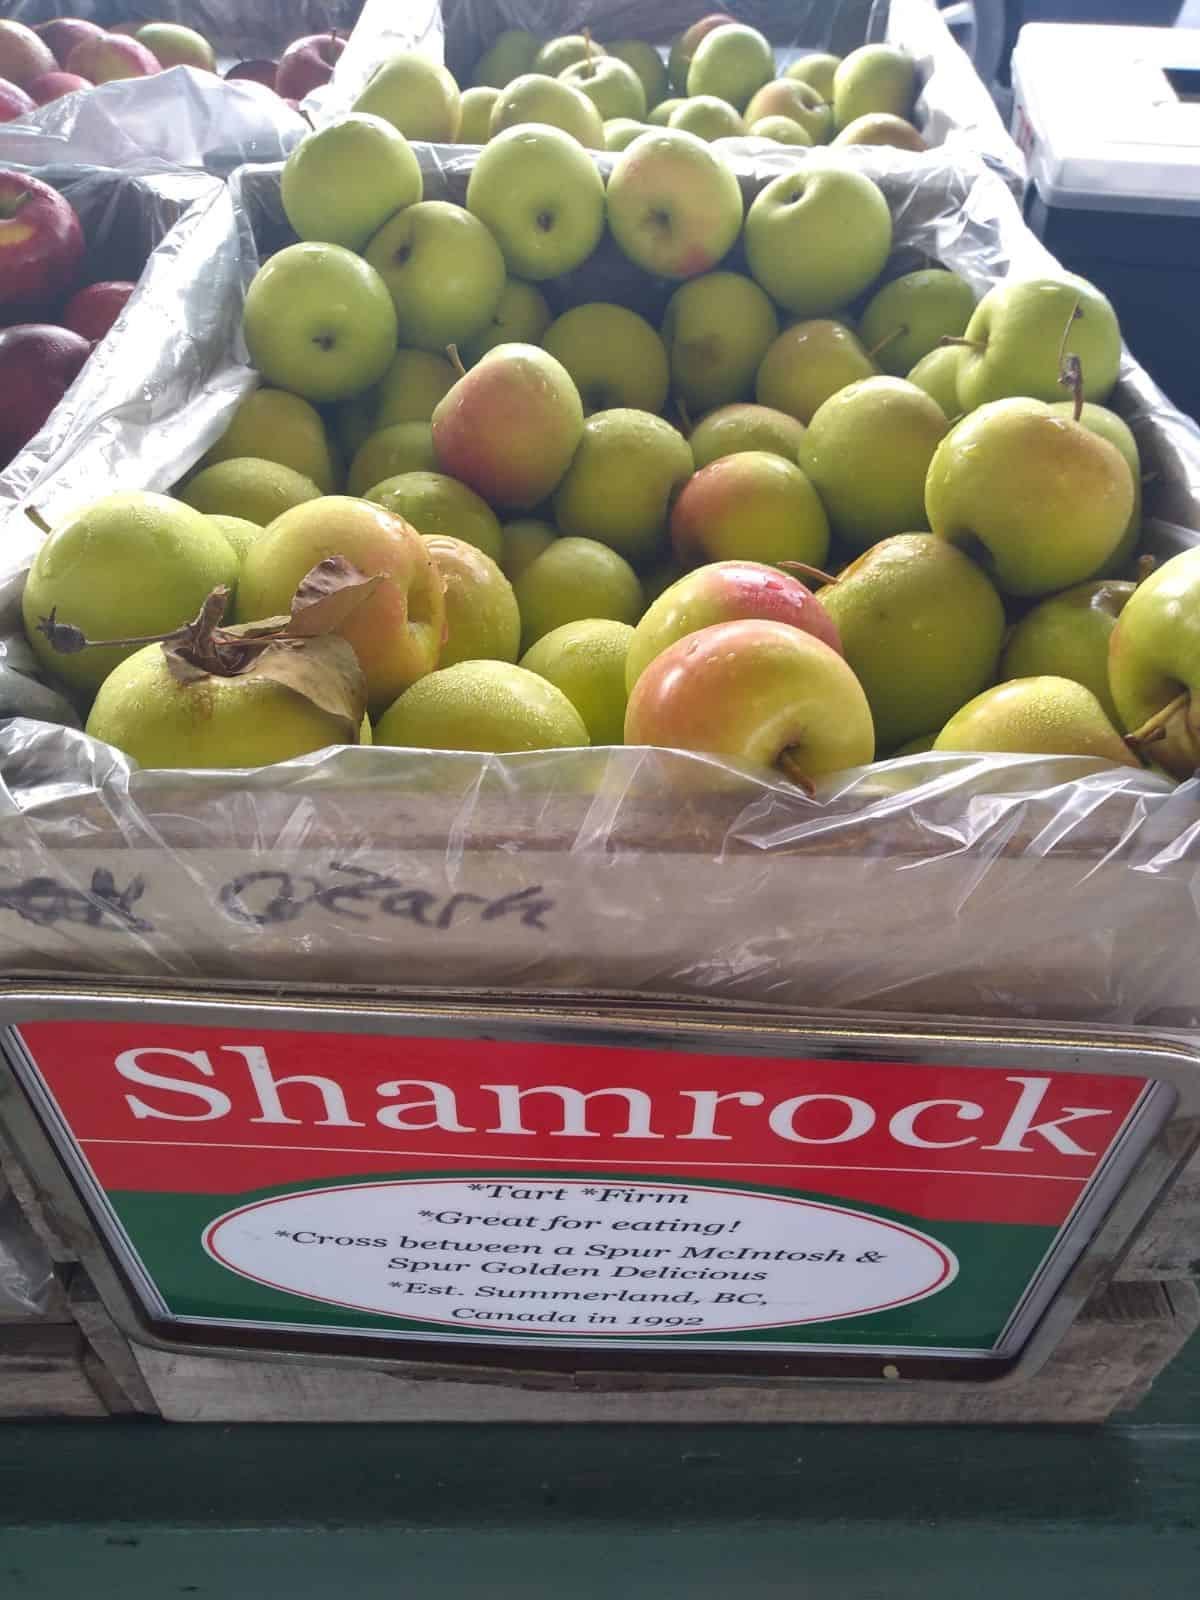 Ozark
Shamrock
*Tart *Firm
*Great for eating!
*Cross between a Spur McIntosh &
Spur Golden Delicious
*Est. Summerland, BC,
Canada in 1992